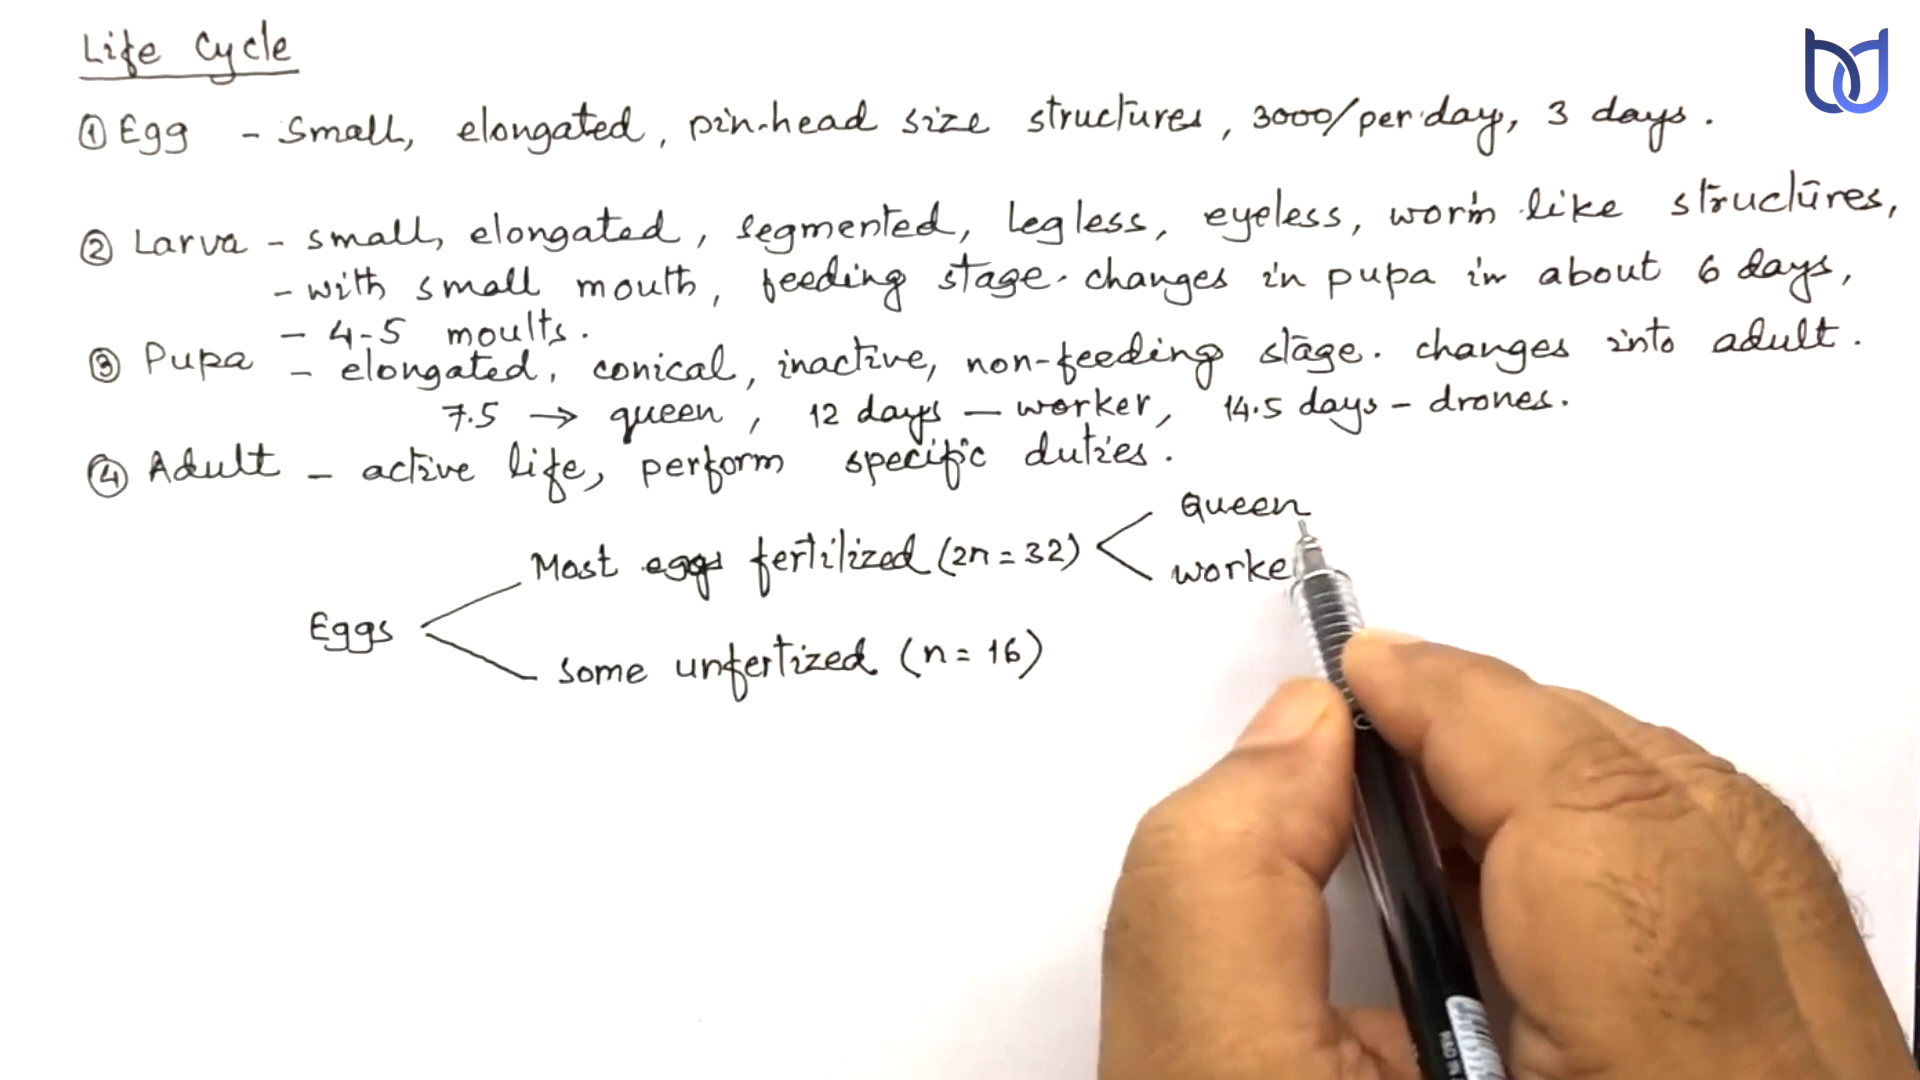 Life Cycle
① Egg - Small, elongated, pin-head size structures, 3000/per day, 3 days.
② Larva - small, elongated, segmented, legless, eyeless, worm like structures,
- with small mouth, feeding stage. changes in pupa in about 6 days,
- 4-5 moults.
③ Pupa - elongated, conical, inactive, non-feeding stage. changes into adult.
7.5 → queen, 12 days - worker, 14.5 days - drones.
④ Adult - active life, perform specific duties.
Queen
Most eggs fertilized (2n = 32)
worke
Eggs
some unfertized (n = 16)